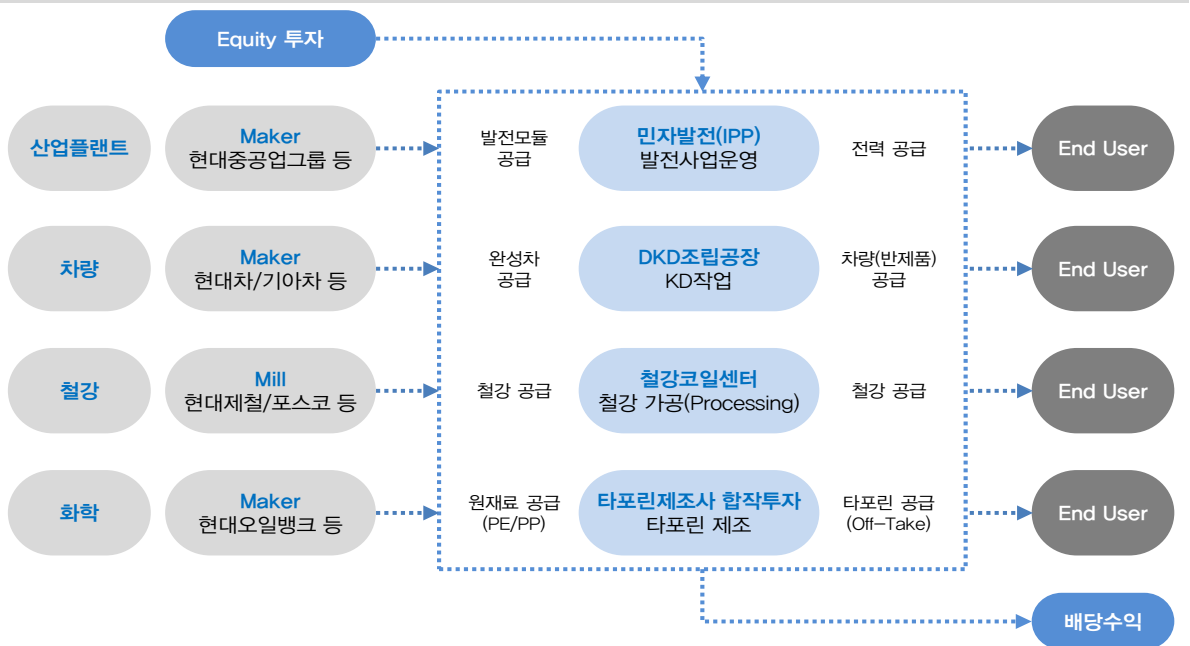 Equity 투자
산업플랜트
Maker
현대중공업그룹 등
발전모듈
공급
민자발전(IPP)
발전사업운영
전력 공급
End User
차량
Maker
현대차/기아차 등
완성차
공급
DKD조립공장
KD작업
차량(반제품)
공급
End User
철강
Mill
현대제철/포스코 등
철강 공급
철강코일센터
철강 가공(Processing)
철강 공급
End User
화학
Maker
현대오일뱅크 등
원재료 공급
(PE/PP)
타포린제조사 합작투자
타포린 제조
타포린 공급
(Off-Take)
End User
배당수익